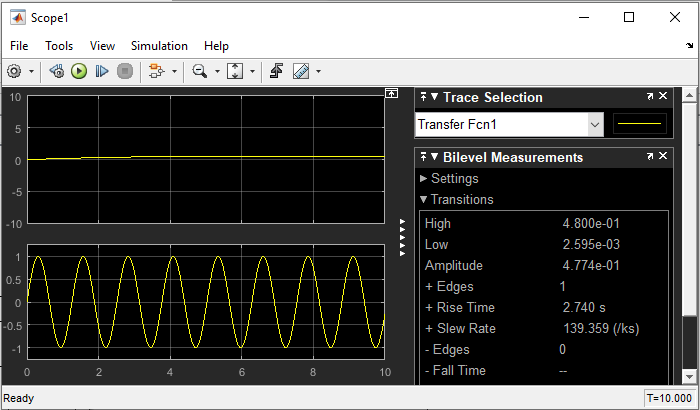 Scope1
File Tools View Simulation Help
10
5
0
-5
-10
1
0.5
0
-0.5
-1
0 2 4 6 8 10
Trace Selection
Transfer Fcn1
Bilevel Measurements
Settings
Transitions
High 4.800e-01
Low 2.595e-03
Amplitude 4.774e-01
+ Edges 1
+ Rise Time 2.740 s
+ Slew Rate 139.359 (/ks)
- Edges 0
- Fall Time --
Ready T=10.000